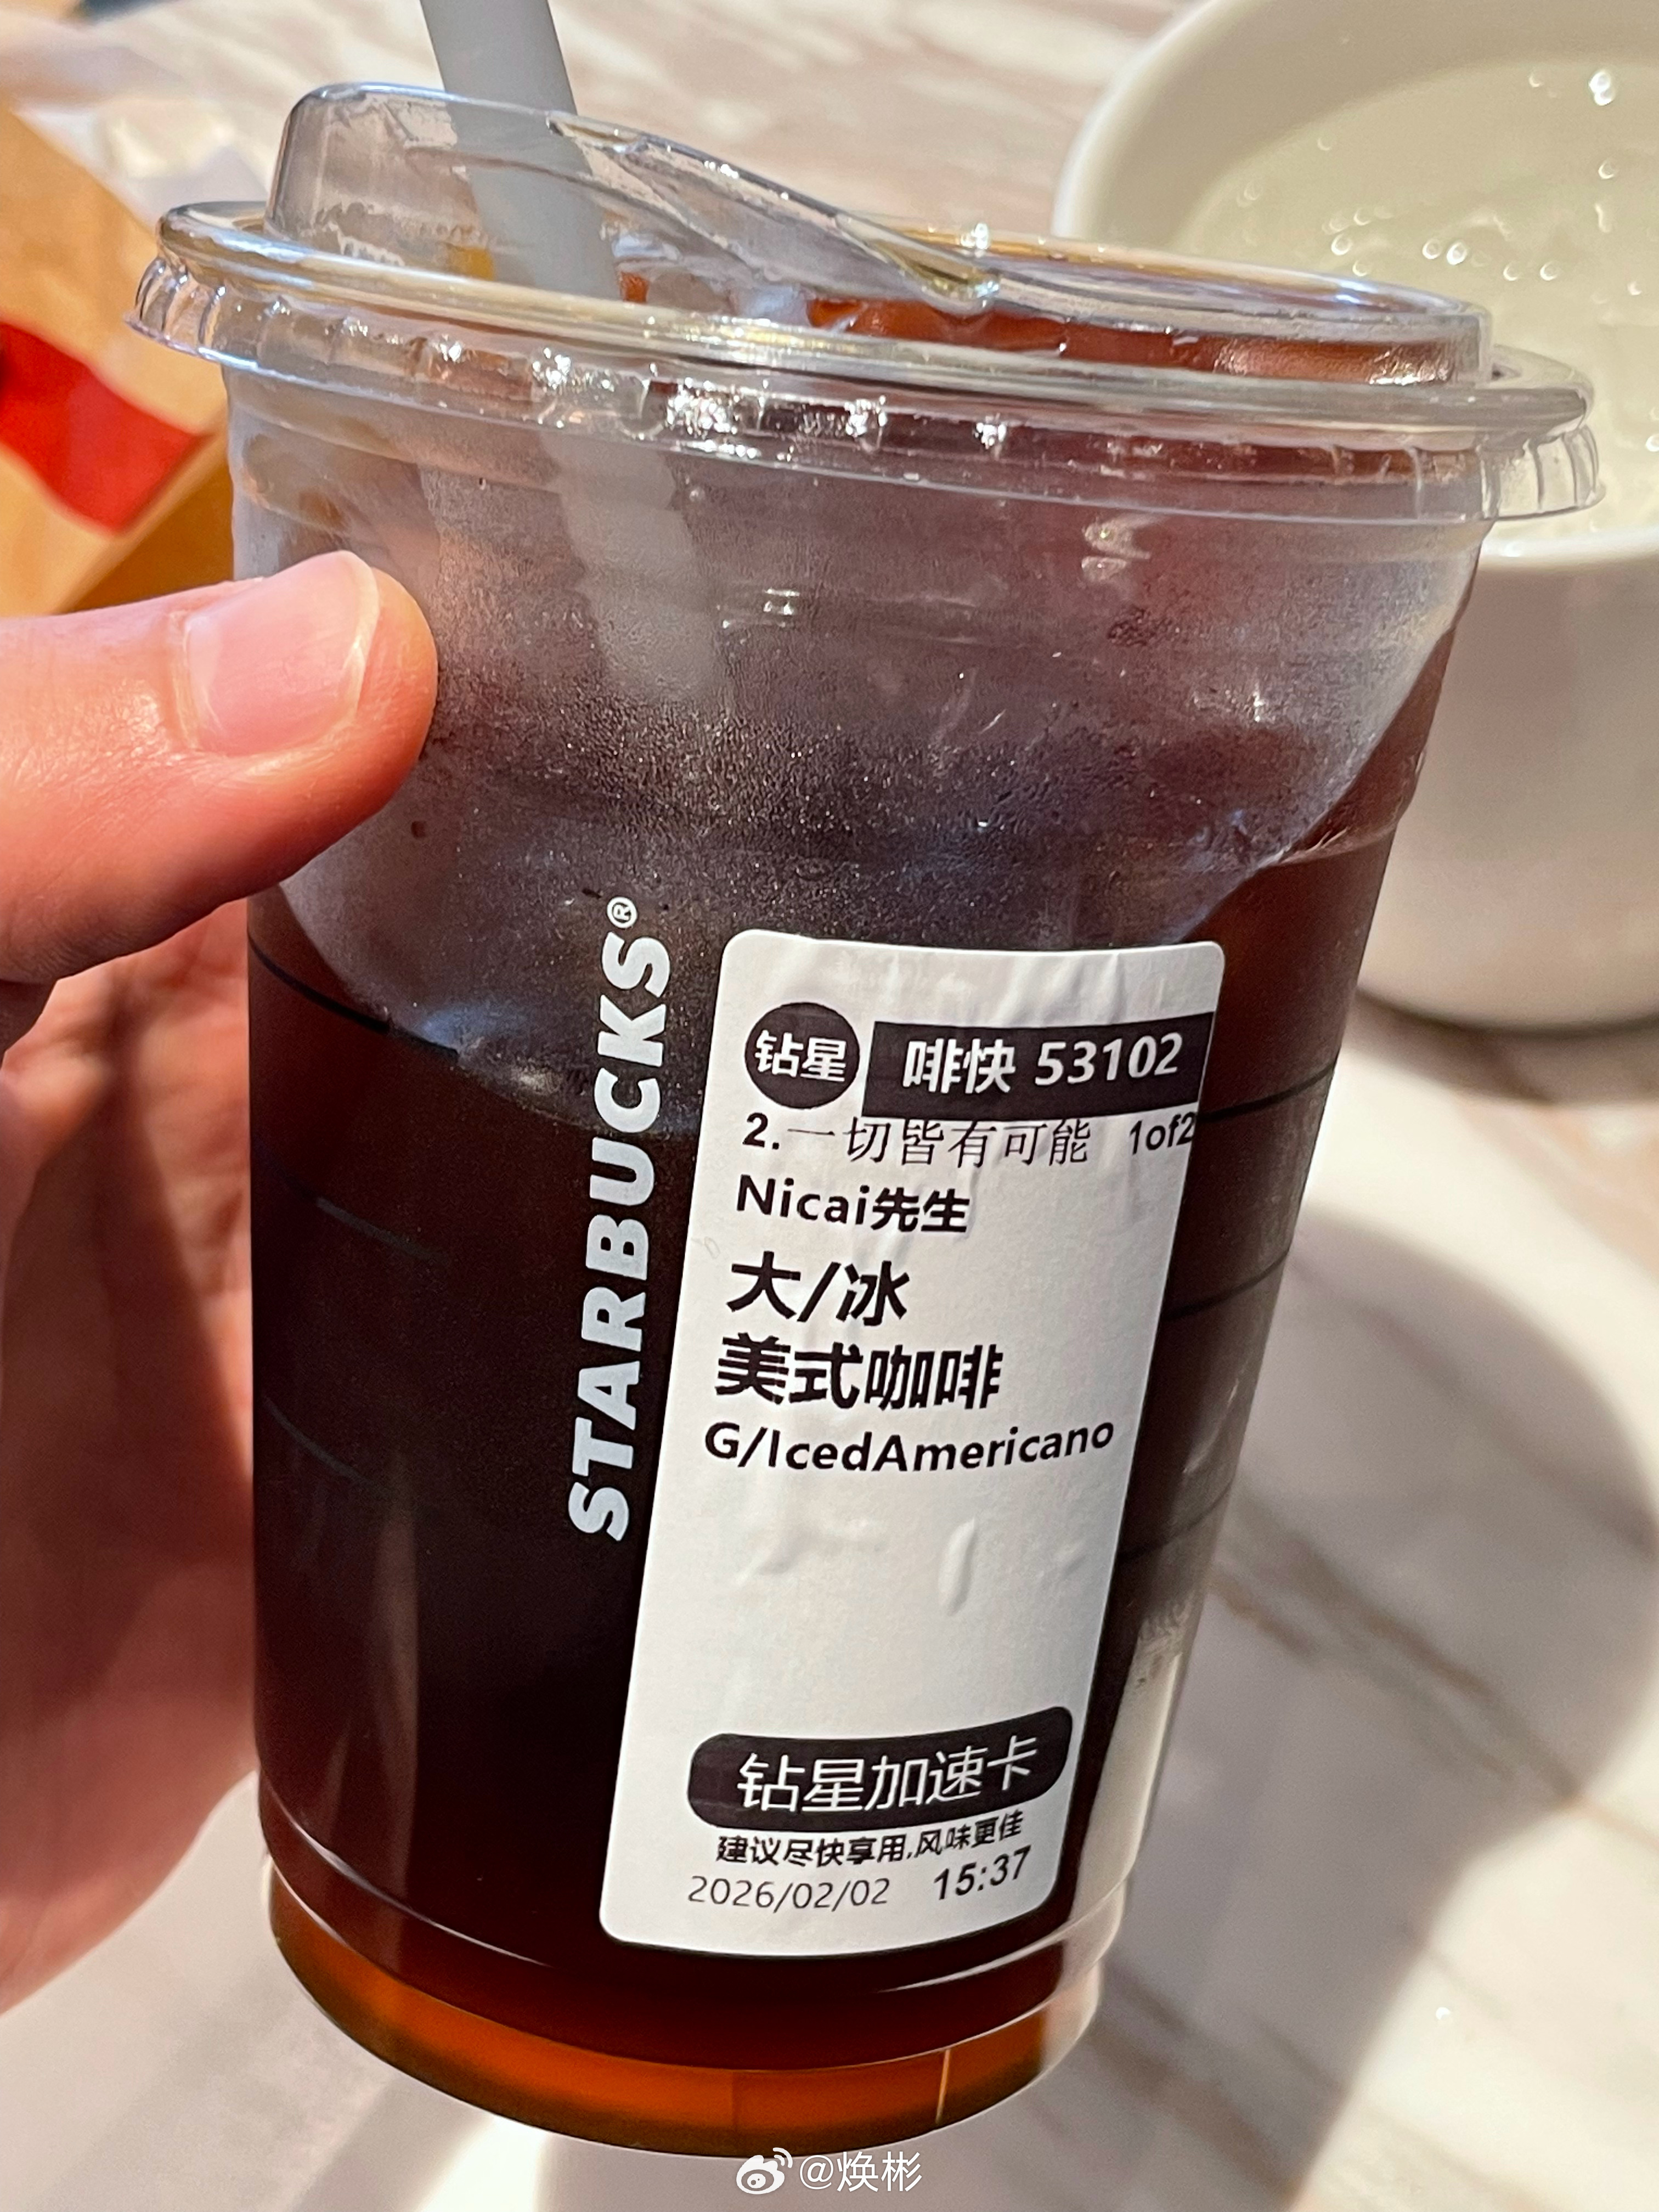 STARBUCKS®
钻星 啡快 53102
2.一切皆有可能 1of2
Nicai先生
大/冰
美式咖啡
G/IcedAmericano
钻星加速卡
建议尽快享用,风味更佳
2026/02/02 15:37
@焕彬